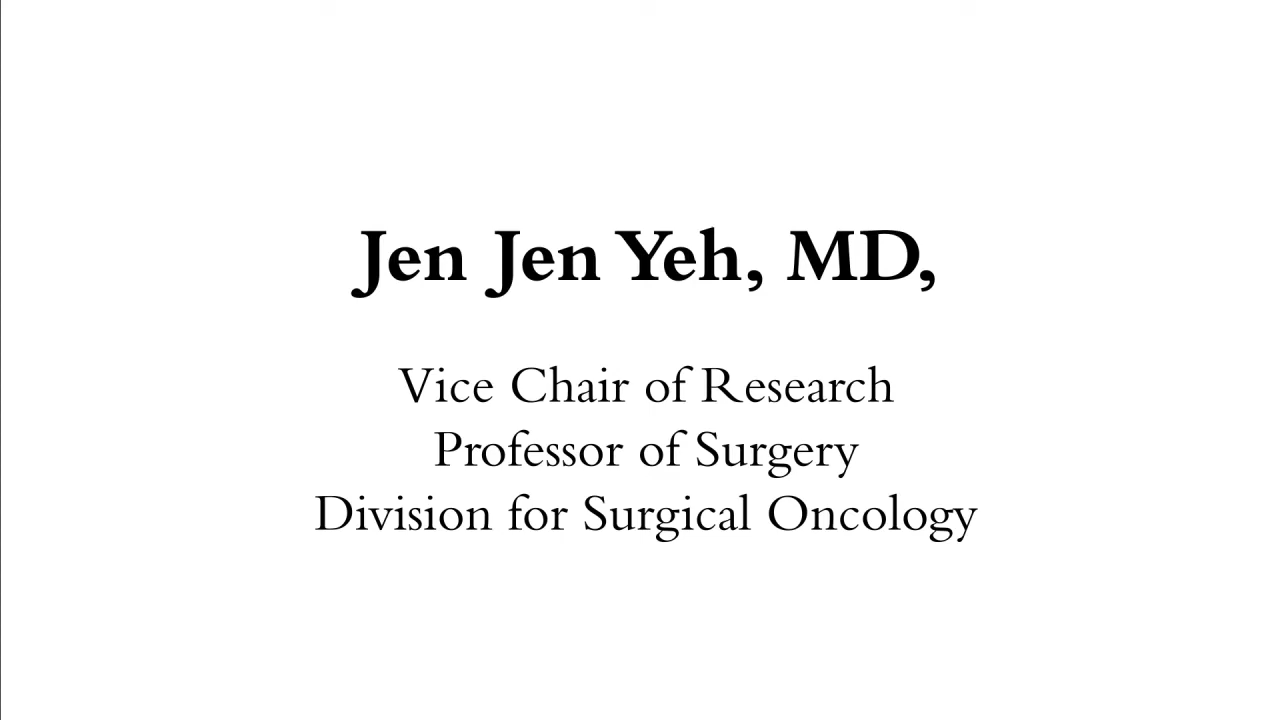 Jen Jen Yeh, MD,
Vice Chair of Research
Professor of Surgery
Division for Surgical Oncology